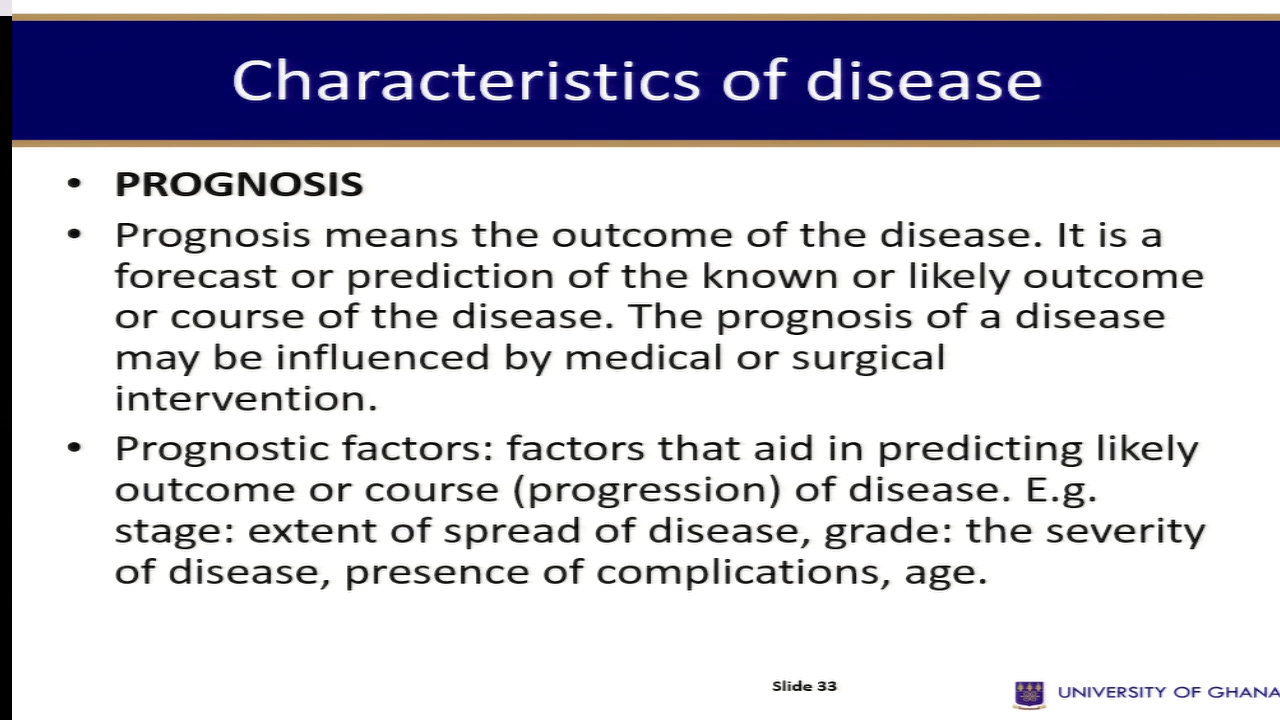 Characteristics of disease
• PROGNOSIS
• Prognosis means the outcome of the disease. It is a
forecast or prediction of the known or likely outcome
or course of the disease. The prognosis of a disease
may be influenced by medical or surgical
intervention.
• Prognostic factors: factors that aid in predicting likely
outcome or course (progression) of disease. E.g.
stage: extent of spread of disease, grade: the severity
of disease, presence of complications, age.
Slide 33
UNIVERSITY OF GHANA